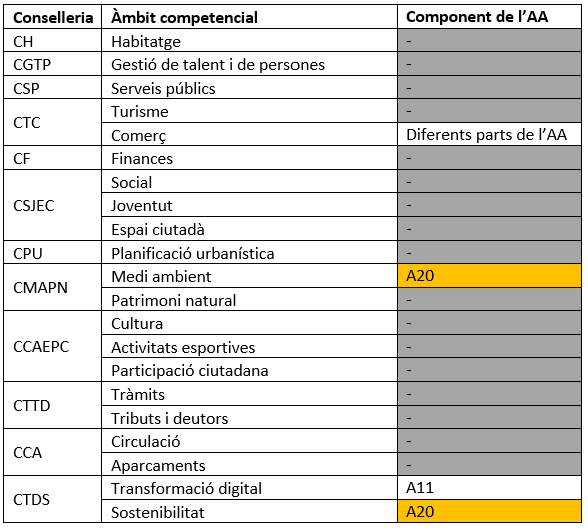 Conselleria Àmbit competencial Component de l’AA
CH Habitatge -
CGTP Gestió de talent i de persones -
CSP Serveis públics -
CTC Turisme -
Comerç Diferents parts de l’AA
CF Finances -
CSJEC Social -
Joventut -
Espai ciutadà -
CPU Planificació urbanística -
CMAPN Medi ambient A20
Patrimoni natural -
CCAEPC Cultura -
Activitats esportives -
Participació ciutadana -
CTTD Tràmits -
Tributs i deutors -
CCA Circulació -
Aparcaments -
CTDS Transformació digital A11
Sostenibilitat A20